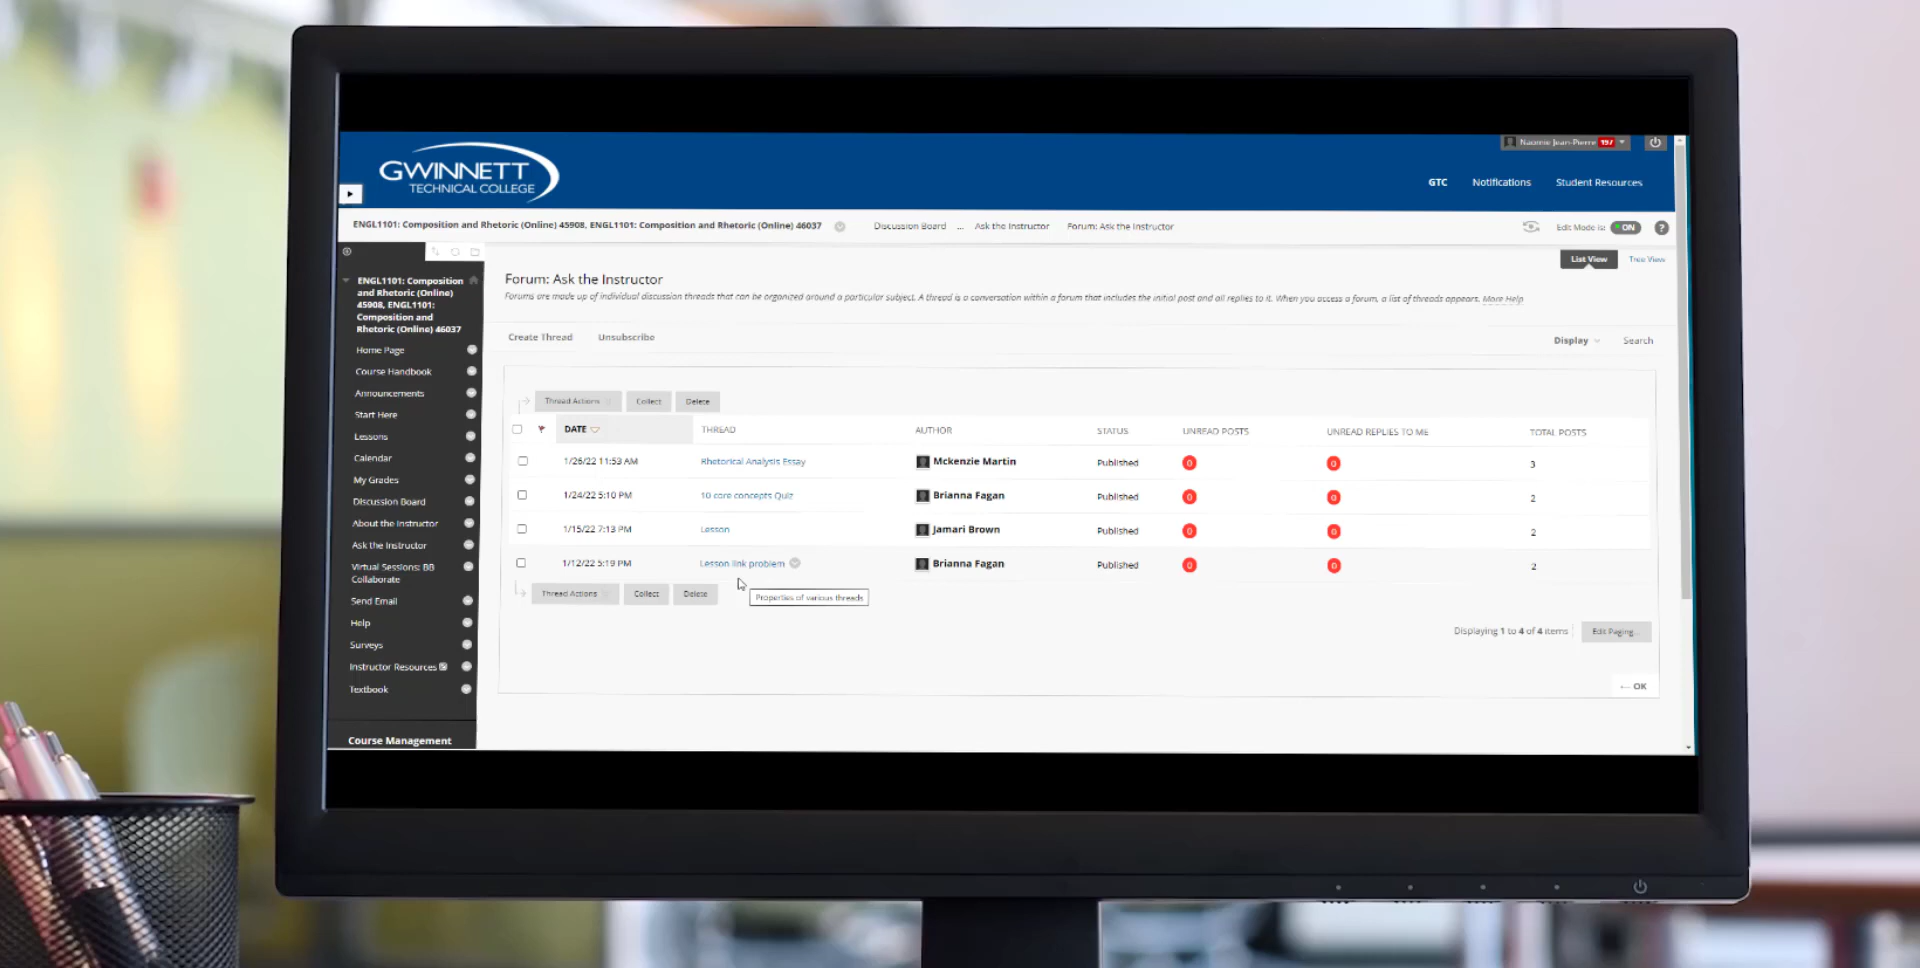 Naomie Jean-Pierre 197
GWINNETT
TECHNICAL COLLEGE
GTC Notifications Student Resources
ENGL1101: Composition and Rhetoric (Online) 45908, ENGL1101: Composition and Rhetoric (Online) 46037
Discussion Board ... Ask the Instructor Forum: Ask the Instructor
Edit Mode is: ON ?
List View Tree View
ENGL1101: Composition
and Rhetoric (Online)
45908, ENGL1101:
Composition and
Rhetoric (Online) 46037
Home Page
Course Handbook
Announcements
Start Here
Lessons
Calendar
My Grades
Discussion Board
About the Instructor
Ask the Instructor
Virtual Sessions: BB
Collaborate
Send Email
Help
Surveys
Instructor Resources
Textbook
Course Management
Forum: Ask the Instructor
Forums are made up of individual discussion threads that can be organized around a particular subject. A thread is a conversation within a forum that includes the initial post and all replies to it. When you access a forum, a list of threads appears. More Help
Create Thread Unsubscribe
Display Search
Thread Actions Collect Delete
DATE THREAD AUTHOR STATUS UNREAD POSTS UNREAD REPLIES TO ME TOTAL POSTS
1/26/22 11:53 AM Rhetorical Analysis Essay Mckenzie Martin Published 0 0 3
1/24/22 5:10 PM 10 core concepts Quiz Brianna Fagan Published 0 0 2
1/15/22 7:13 PM Lesson Jamari Brown Published 0 0 2
1/12/22 5:19 PM Lesson link problem Brianna Fagan Published 0 0 2
Thread Actions Collect Delete
Properties of various threads
Displaying 1 to 4 of 4 items Edit Paging...
← OK